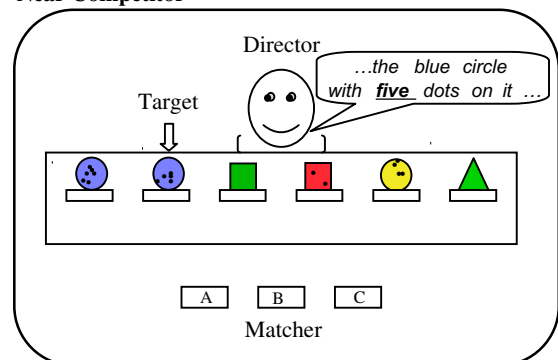 Near Competitor
Director
…the blue circle
with five dots on it …
Target
A B C
Matcher